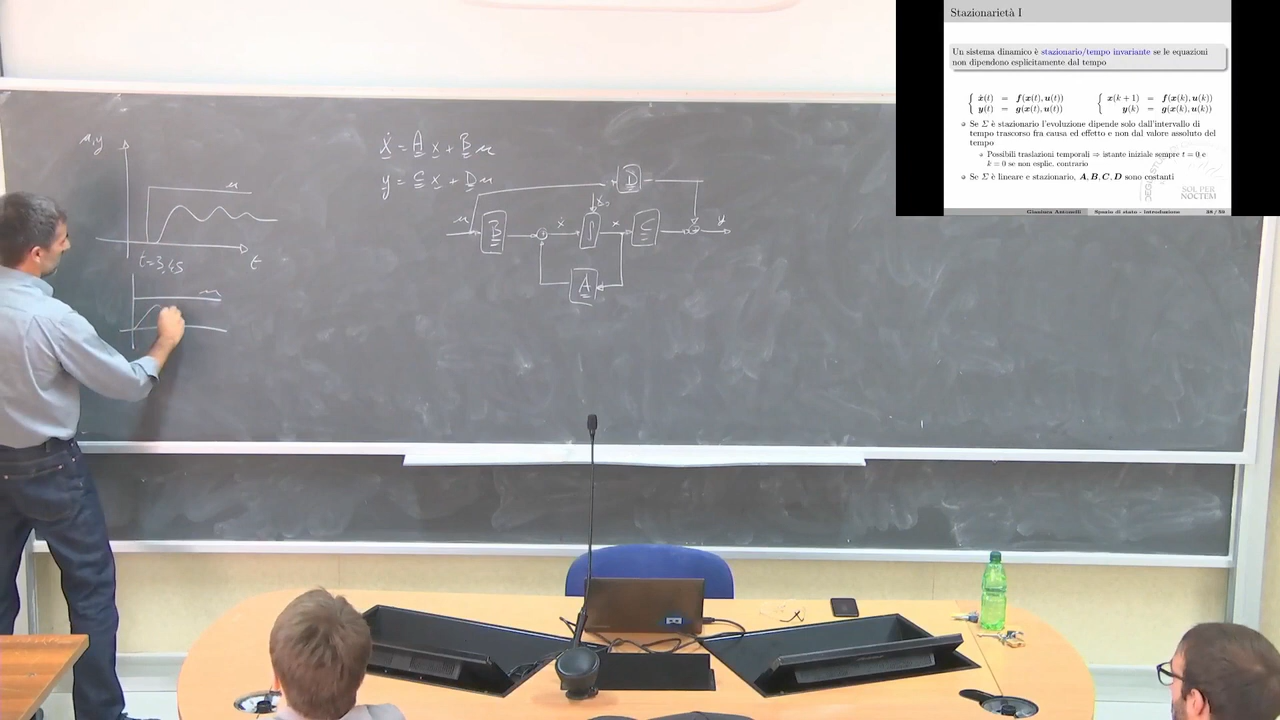 Stazionarietà I
Un sistema dinamico è stazionario/tempo invariante se le equazioni
non dipendono esplicitamente dal tempo
ẋ(t) = f(x(t), u(t))
y(t) = g(x(t), u(t))
x(k + 1) = f(x(k), u(k))
y(k) = g(x(k), u(k))
Se Σ è stazionario l'evoluzione dipende solo dall'intervallo di
tempo trascorso fra causa ed effetto e non dal valore assoluto del
tempo
Possibili traslazioni temporali ⇒ istante iniziale sempre t = 0 e
k = 0 se non esplic. contrario
Se Σ è lineare e stazionario, A, B, C, D sono costanti
SOL PER
NOCTEM
Gianluca Antonelli Spazio di stato - introduzione 38 / 59
u,y
u
t=3,45
t
u
ẋ = A x + B u
y = C x + D u
D
x₀
u
B
ẋ
∫
x
C
y
A